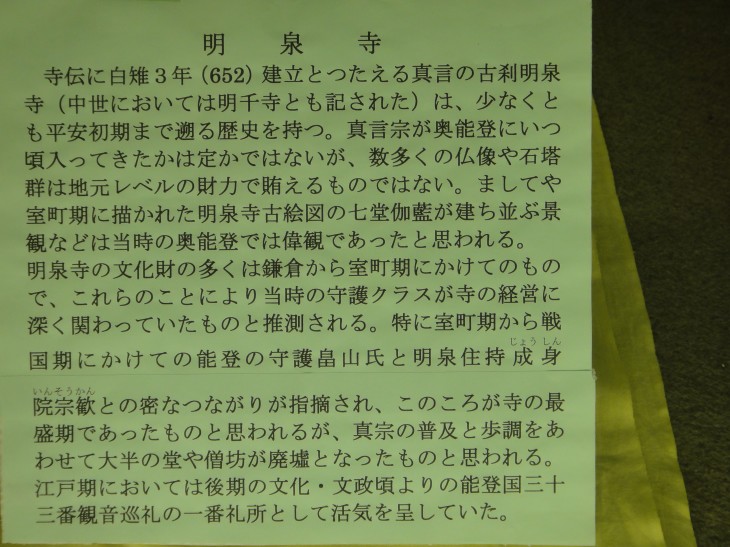 明泉寺
寺伝に白雉3年（652）建立とつたえる真言の古刹明泉
寺（中世においては明千寺とも記された）は、少なくと
も平安初期まで遡る歴史を持つ。真言宗が奥能登にいつ
頃入ってきたかは定かではないが、数多くの仏像や石塔
群は地元レベルの財力で賄えるものではない。ましてや
室町期に描かれた明泉寺古絵図の七堂伽藍が建ち並ぶ景
観などは当時の奥能登では偉観であったと思われる。
明泉寺の文化財の多くは鎌倉から室町期にかけてのもの
で、これらのことにより当時の守護クラスが寺の経営に
深く関わっていたものと推測される。特に室町期から戦
じょうしん
国期にかけての能登の守護畠山氏と明泉住持成身
いんそうかん
院宗歓との密なつながりが指摘され、このころが寺の最
盛期であったものと思われるが、真宗の普及と歩調をあ
わせて大半の堂や僧坊が廃墟となったものと思われる。
江戸期においては後期の文化・文政頃よりの能登国三十
三番観音巡礼の一番礼所として活気を呈していた。